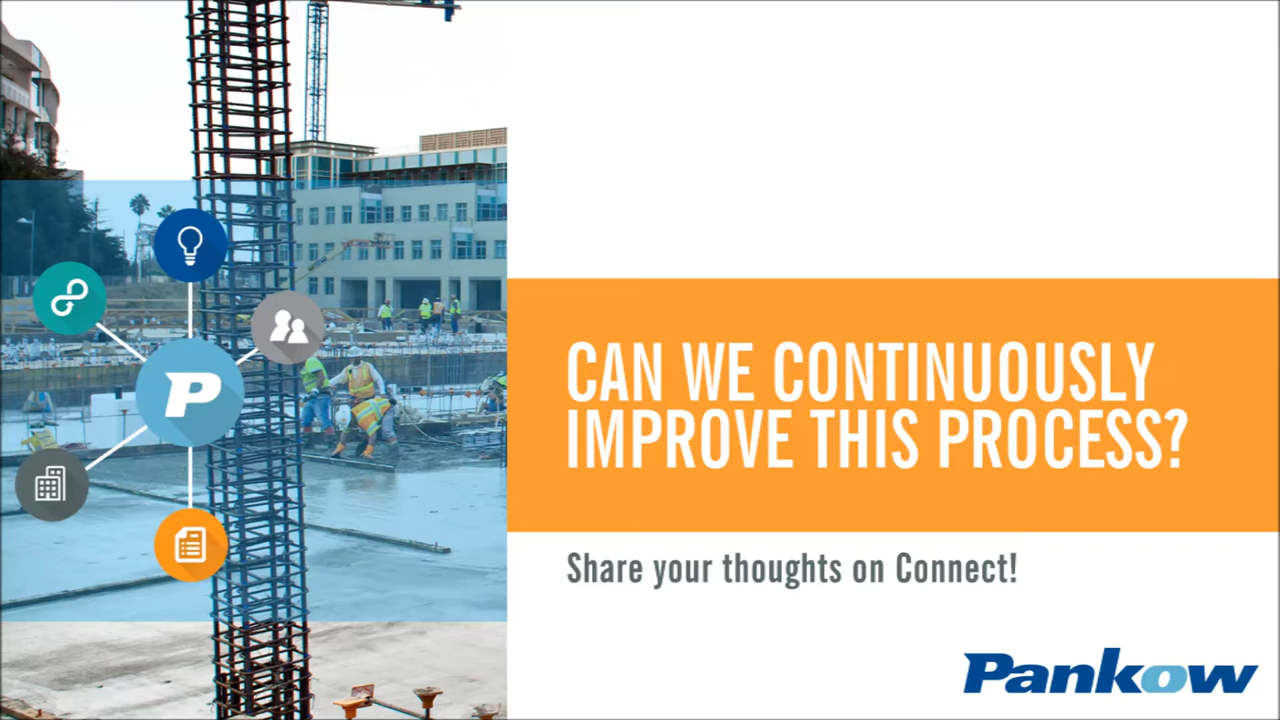 P
CAN WE CONTINUOUSLY
IMPROVE THIS PROCESS?
Share your thoughts on Connect!
Pankow